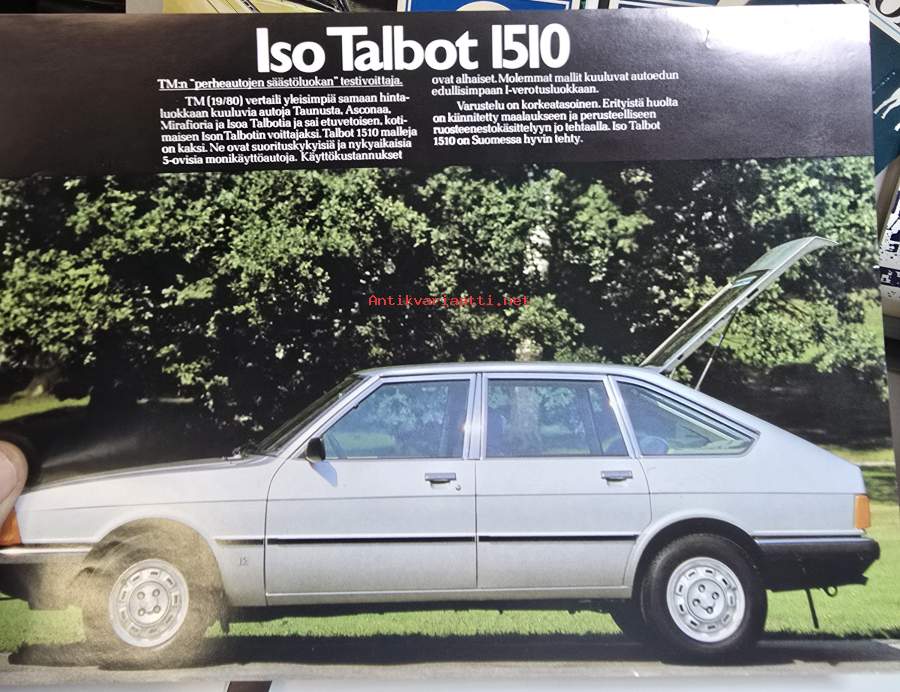 Iso Talbot 1510
TM:n "perheautojen säästöluokan" testivoittaja.
TM (19/80) vertaili yleisimpiä samaan hinta-
luokkaan kuuluvia autoja Taunusta, Asconaa,
Mirafioria ja Isoa Talbotia ja sai etuvetoisen, koti-
maisen Ison Talbotin voittajaksi. Talbot 1510 malleja
on kaksi. Ne ovat suorituskykyisiä ja nykyaikaisia
5-ovisia monikäyttöautoja. Käyttökustannukset
ovat alhaiset. Molemmat mallit kuuluvat autoedun
edullisimpaan I-verotusluokkaan.
Varustelu on korkeatasoinen. Erityistä huolta
on kiinnitetty maalaukseen ja perusteelliseen
ruosteenestokäsittelyyn jo tehtaalla. Iso Talbot
1510 on Suomessa hyvin tehty.
Antikvariaatti.net